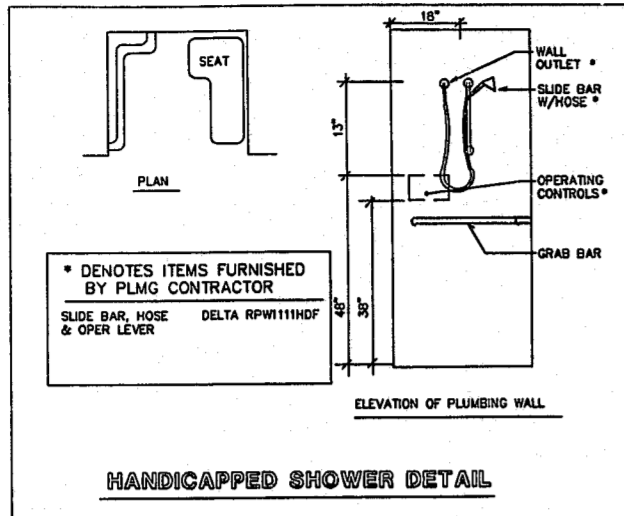 SEAT
PLAN
* DENOTES ITEMS FURNISHED
BY PLMG CONTRACTOR
SLIDE BAR, HOSE
& OPER LEVER
DELTA RPW1111HDF
18"
WALL
OUTLET *
SLIDE BAR
W/HOSE *
13"
OPERATING
CONTROLS*
GRAB BAR
48"
38"
ELEVATION OF PLUMBING WALL
HANDICAPPED SHOWER DETAIL